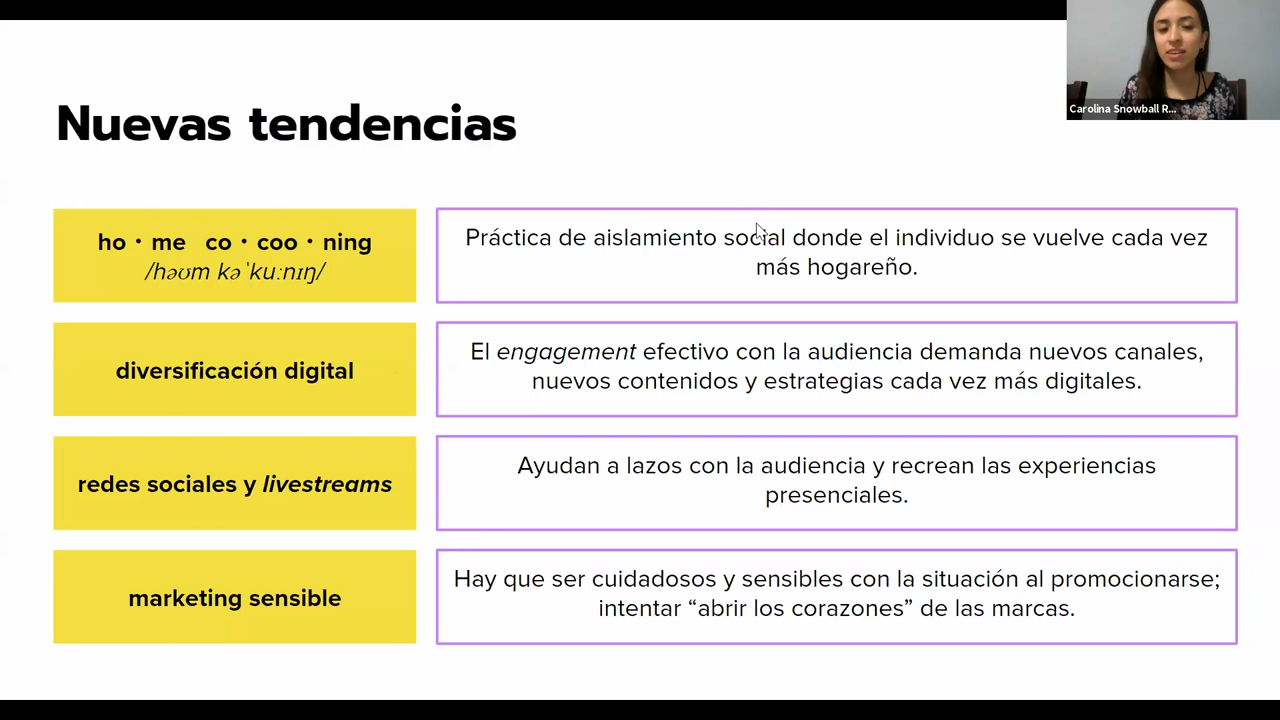 Nuevas tendencias
Carolina Snowball R...
ho · me co · coo · ning
/həʊm kəˈkuːnɪŋ/
Práctica de aislamiento social donde el individuo se vuelve cada vez
más hogareño.
diversificación digital
El engagement efectivo con la audiencia demanda nuevos canales,
nuevos contenidos y estrategias cada vez más digitales.
redes sociales y livestreams
Ayudan a lazos con la audiencia y recrean las experiencias
presenciales.
marketing sensible
Hay que ser cuidadosos y sensibles con la situación al promocionarse;
intentar “abrir los corazones” de las marcas.